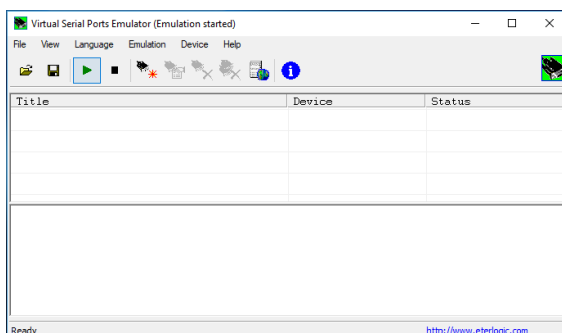 Virtual Serial Ports Emulator (Emulation started)
File View Language Emulation Device Help
Title Device Status
Ready http://www.eterlogic.com